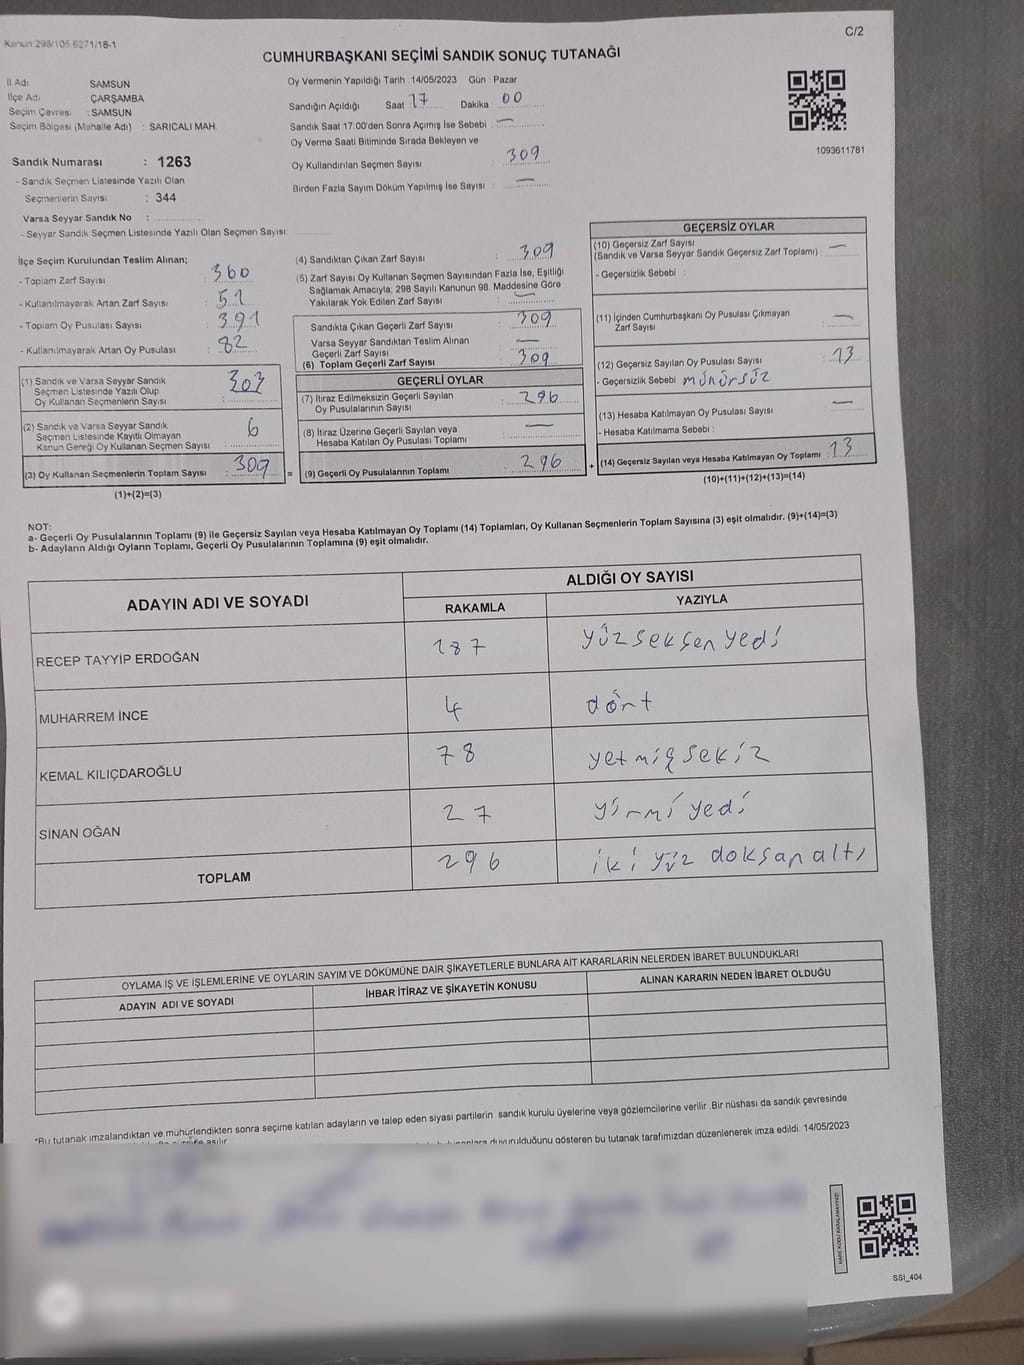 Kanun.298/105.6271/18-1
C/2
CUMHURBAŞKANI SEÇİMİ SANDIK SONUÇ TUTANAĞI
İl Adı SAMSUN
İlçe Adı : ÇARŞAMBA
Seçim Çevresi : SAMSUN
Seçim Bölgesi (Mahalle Adı) : SARICALI MAH.
Oy Vermenin Yapıldığı Tarih : 14/05/2023 Gün : Pazar
Sandığın Açıldığı Saat 17 Dakika 00
Sandık Saat 17.00'den Sonra Açımış İse Sebebi : —
Oy Verme Saati Bitiminde Sırada Bekleyen ve
Oy Kullandırılan Seçmen Sayısı : 309
Birden Fazla Sayım Döküm Yapılmış İse Sayısı : —
1093611781
Sandık Numarası : 1263
- Sandık Seçmen Listesinde Yazılı Olan
Seçmenlerin Sayısı : 344
Varsa Seyyar Sandık No :
- Seyyar Sandık Seçmen Listesinde Yazılı Olan Seçmen Sayısı
İlçe Seçim Kurulundan Teslim Alınan;
- Toplam Zarf Sayısı : 360
- Kullanılmayarak Artan Zarf Sayısı : 51
- Toplam Oy Pusulası Sayısı : 391
- Kullanılmayarak Artan Oy Pusulası : 82
(1) Sandık ve Varsa Seyyar Sandık
Seçmen Listesinde Yazılı Olup
Oy Kullanan Seçmenlerin Sayısı : 303
(2) Sandık ve Varsa Seyyar Sandık
Seçmen Listesinde Kayıtlı Olmayan
Kanun Gereği Oy Kullanan Seçmen Sayısı : 6
(3) Oy Kullanan Seçmenlerin Toplam Sayısı : 309
(1)+(2)=(3)
(4) Sandıktan Çıkan Zarf Sayısı : 309
(5) Zarf Sayısı Oy Kullanan Seçmen Sayısından Fazla İse, Eşitliği
Sağlamak Amacıyla; 298 Sayılı Kanunun 98. Maddesine Göre
Yakılarak Yok Edilen Zarf Sayısı : —
Sandıkta Çıkan Geçerli Zarf Sayısı : 309
Varsa Seyyar Sandıktan Teslim Alınan
Geçerli Zarf Sayısı : —
(6) Toplam Geçerli Zarf Sayısı : 309
GEÇERLİ OYLAR
(7) İtiraz Edilmeksizin Geçerli Sayılan
Oy Pusulalarının Sayısı : 296
(8) İtiraz Üzerine Geçerli Sayılan veya
Hesaba Katılan Oy Pusulası Toplamı : —
= (9) Geçerli Oy Pusulalarının Toplamı : 296
GEÇERSİZ OYLAR
(10) Geçersiz Zarf Sayısı
(Sandık ve Varsa Seyyar Sandık Geçersiz Zarf Toplamı) : —
- Geçersizlik Sebebi :
(11) İçinden Cumhurbaşkanı Oy Pusulası Çıkmayan
Zarf Sayısı : —
(12) Geçersiz Sayılan Oy Pusulası Sayısı : 13
- Geçersizlik Sebebi mühürsüz
(13) Hesaba Katılmayan Oy Pusulası Sayısı : —
- Hesaba Katılmama Sebebi :
+ (14) Geçersiz Sayılan veya Hesaba Katılmayan Oy Toplamı : 13
(10)+(11)+(12)+(13)=(14)
NOT:
a- Geçerli Oy Pusulalarının Toplamı (9) ile Geçersiz Sayılan veya Hesaba Katılmayan Oy Toplamı (14) Toplamları, Oy Kullanan Seçmenlerin Toplam Sayısına (3) eşit olmalıdır. (9)+(14)=(3)
b- Adayların Aldığı Oyların Toplamı, Geçerli Oy Pusulalarının Toplamına (9) eşit olmalıdır.
ADAYIN ADI VE SOYADI ALDIĞI OY SAYISI
RAKAMLA YAZIYLA
RECEP TAYYİP ERDOĞAN 187 yüz seksen yedi
MUHARREM İNCE 4 dört
KEMAL KILIÇDAROĞLU 78 yetmiş sekiz
SİNAN OĞAN 27 yirmi yedi
TOPLAM 296 iki yüz doksan altı
OYLAMA İŞ VE İŞLEMLERİNE VE OYLARIN SAYIM VE DÖKÜMÜNE DAİR ŞİKAYETLERLE BUNLARA AİT KARARLARIN NELERDEN İBARET BULUNDUKLARI
ADAYIN ADI VE SOYADI İHBAR İTİRAZ VE ŞİKAYETİN KONUSU ALINAN KARARIN NEDEN İBARET OLDUĞU
*Bu tutanak imzalandıktan ve mühürlendikten sonra seçime katılan adayların ve talep eden siyasi partilerin sandık kurulu üyelerine veya gözlemcilerine verilir .Bir nüshası da sandık çevresinde
duyurulduğunu gösteren bu tutanak tarafımızdan düzenlenerek imza edildi. 14/05/2023
KARE KODU KARALAMAYINIZ!
SSI_404